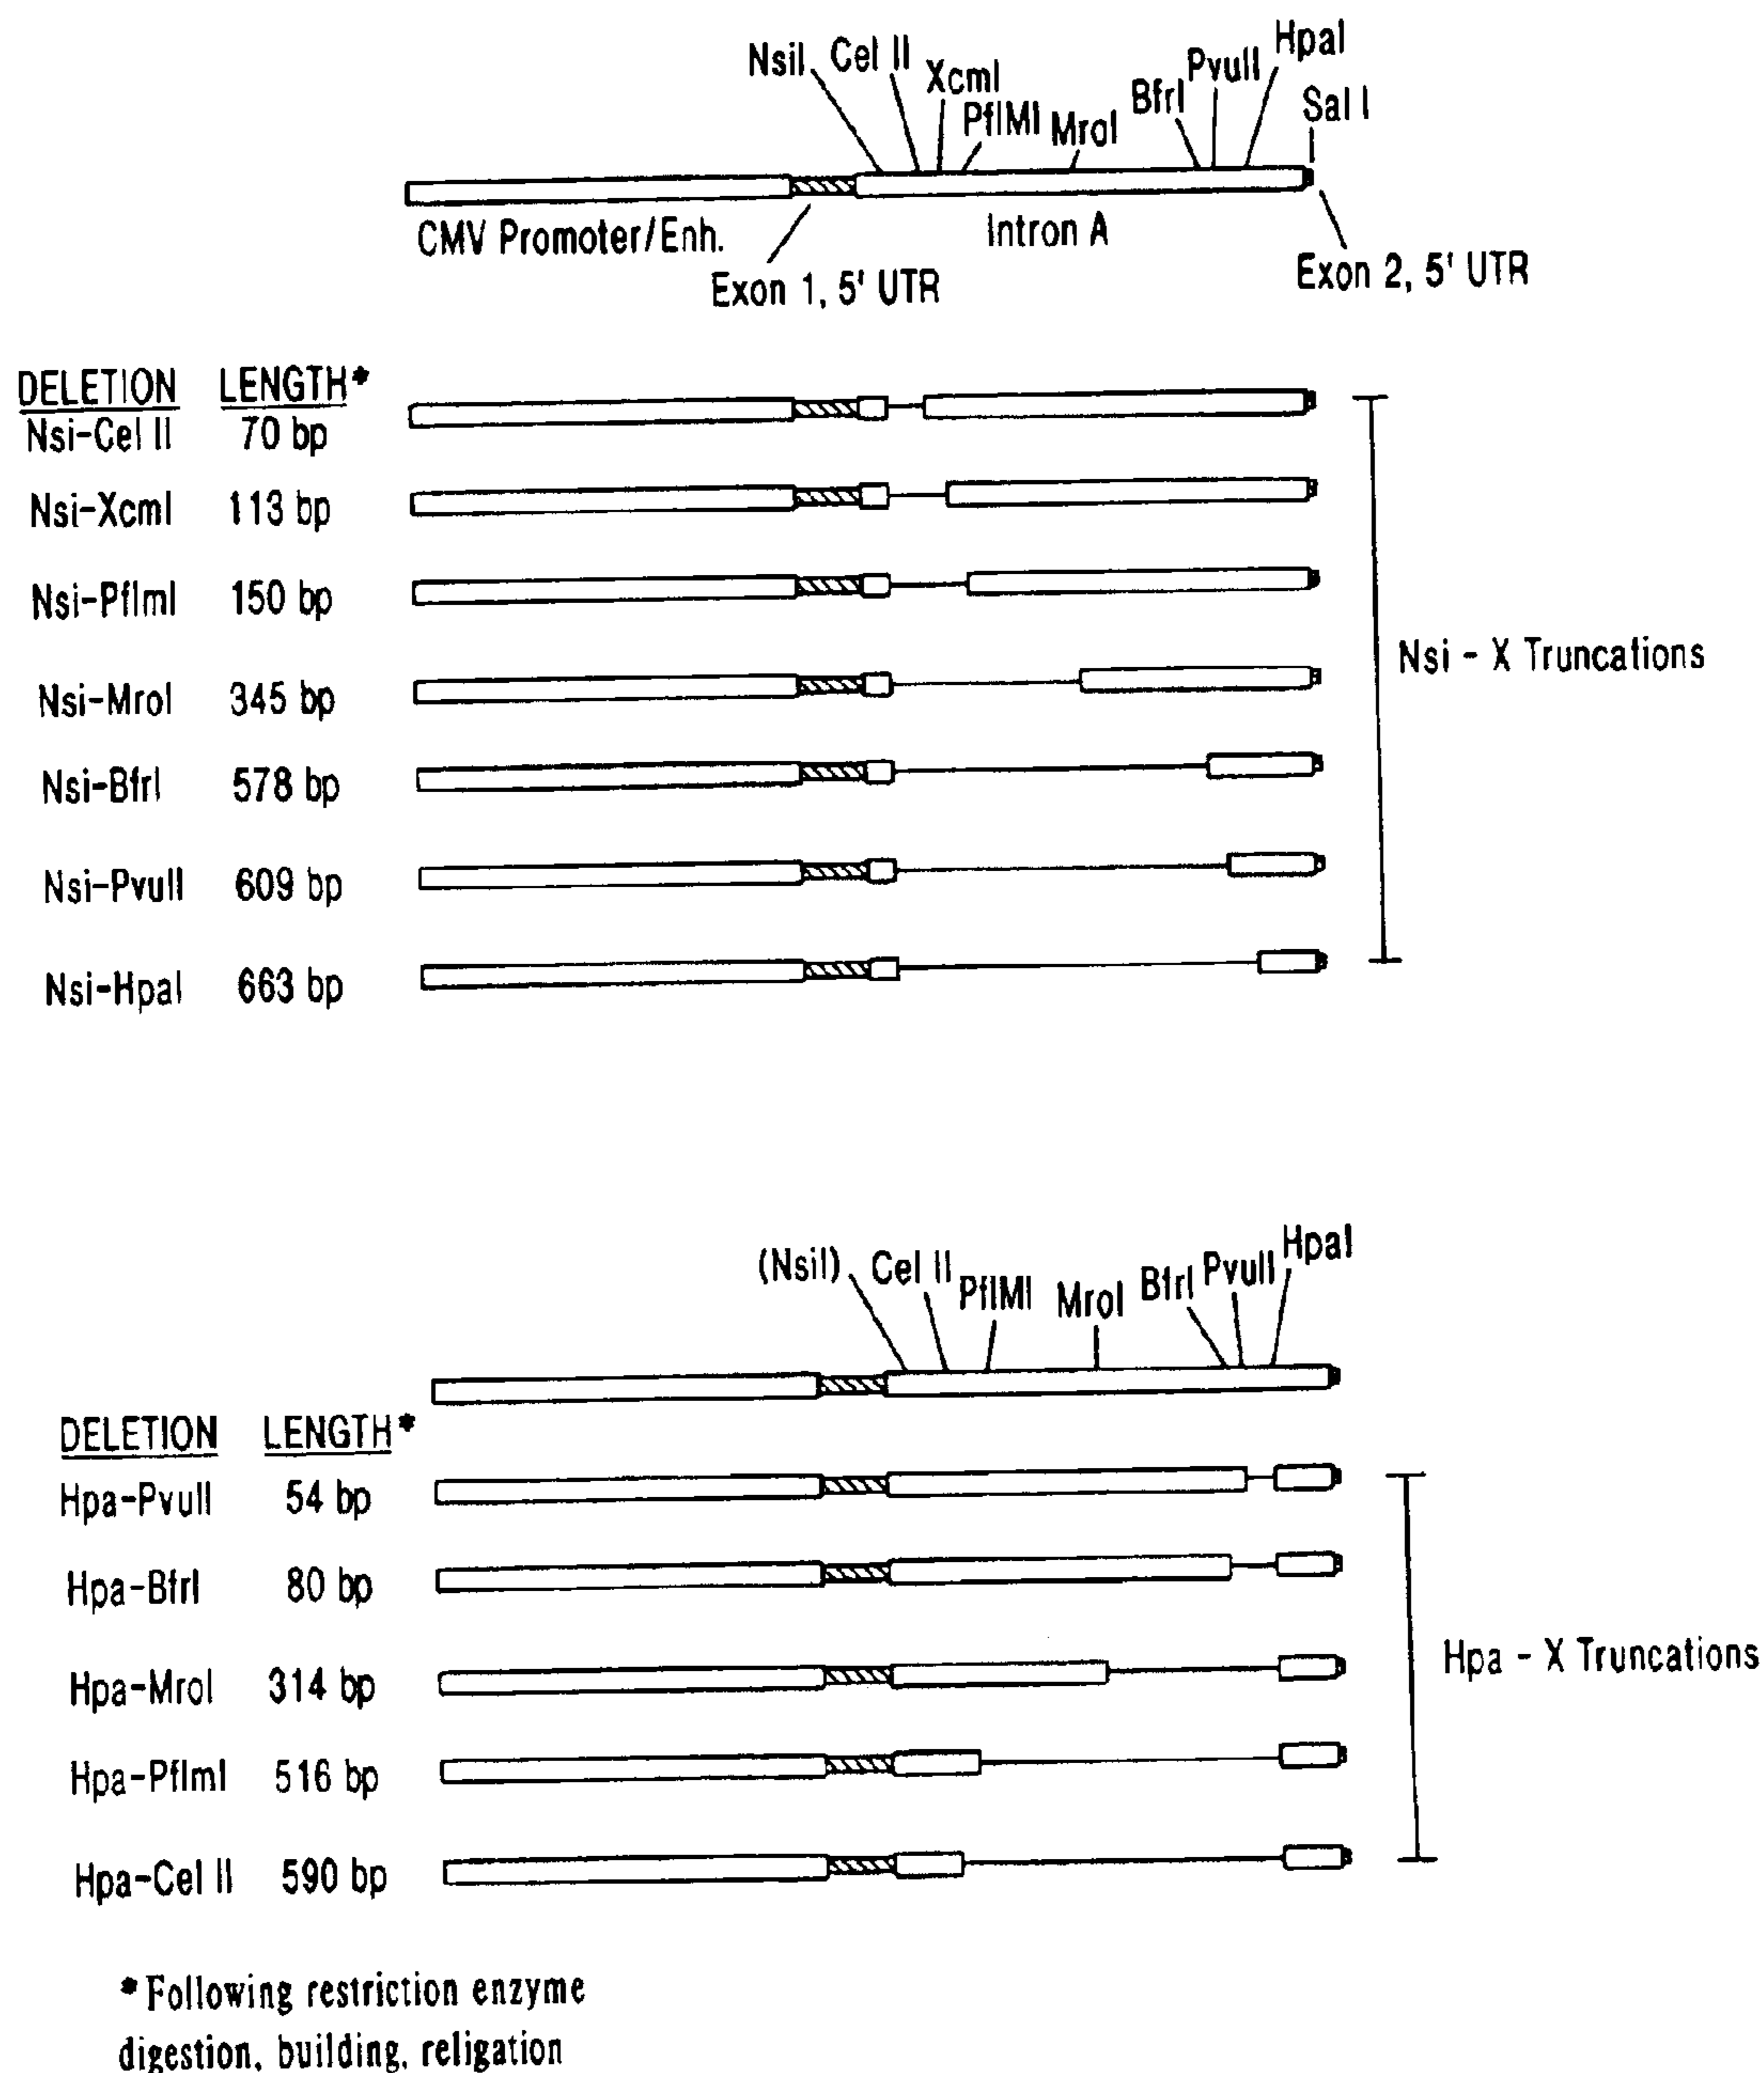 NsiI Cel II XcmI PflMI MroI BfrI PvuII HpaI Sal I
CMV Promoter/Enh.
Intron A
Exon 1, 5' UTR
Exon 2, 5' UTR
DELETION LENGTH*
Nsi-Cel II 70 bp
Nsi-XcmI 113 bp
Nsi-PflmI 150 bp
Nsi-MroI 345 bp
Nsi-BfrI 578 bp
Nsi-PvuII 609 bp
Nsi-HpaI 663 bp
Nsi - X Truncations
(NsiI) Cel II PflMI MroI BfrI PvuII HpaI
DELETION LENGTH*
Hpa-PvuII 54 bp
Hpa-BfrI 80 bp
Hpa-MroI 314 bp
Hpa-PflmI 516 bp
Hpa-Cel II 590 bp
Hpa - X Truncations
*Following restriction enzyme
digestion, building, religation